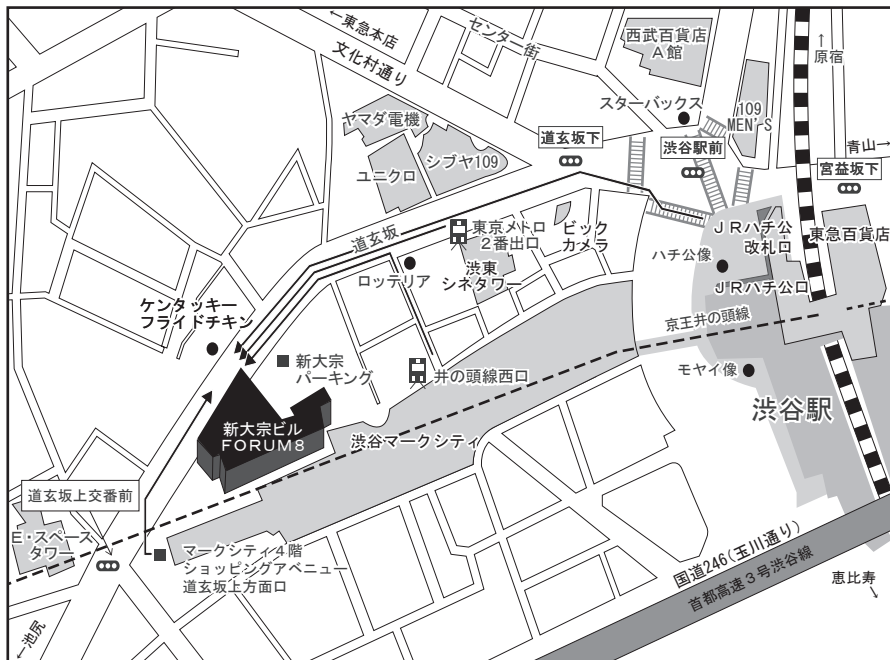 ←東急本店
文化村通り
センター街
西武百貨店
A館
↑原宿
スターバックス
109
MEN'S
ヤマダ電機
道玄坂下
渋谷駅前
青山→
宮益坂下
シブヤ109
ユニクロ
道玄坂
東京メトロ
2番出口
ビック
カメラ
JRハチ公
改札口
東急百貨店
ハチ公像
ロッテリア
渋東
シネタワー
JRハチ公口
ケンタッキー
フライドチキン
京王井の頭線
新大宗
パーキング
井の頭線西口
モヤイ像
渋谷駅
新大宗ビル
FORUM8
渋谷マークシティ
道玄坂上交番前
E・スペース
タワー
マークシティ4階
ショッピングアベニュー
道玄坂上方面口
国道246(玉川通り)
首都高速3号渋谷線
恵比寿↓
←池尻